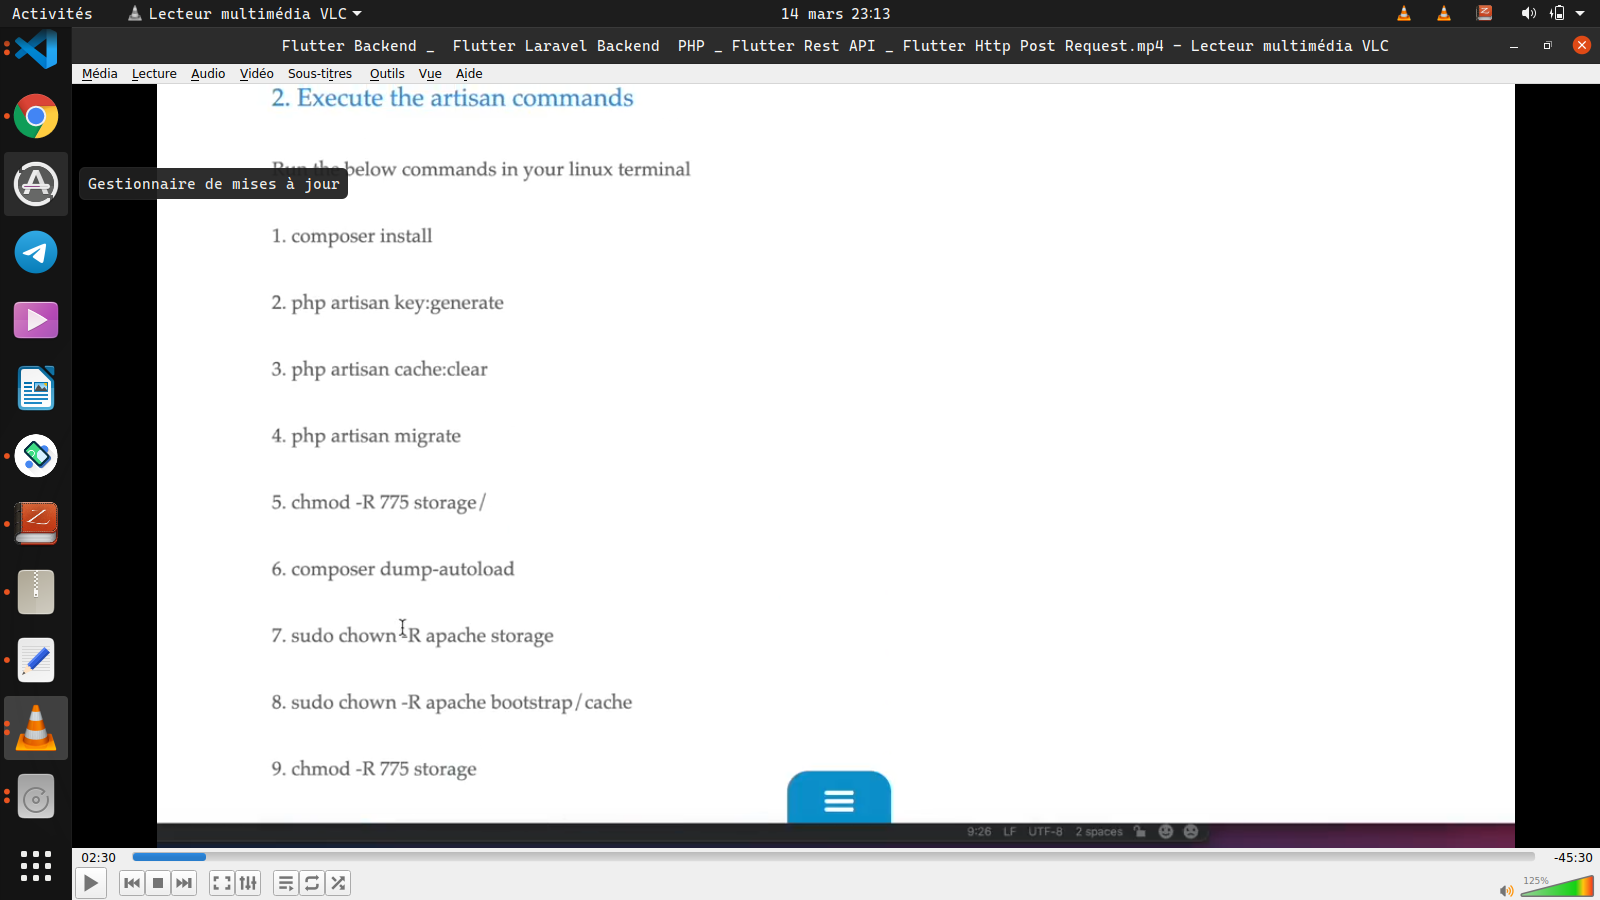 Activités
Lecteur multimédia VLC
14 mars 23:13
Flutter Backend _  Flutter Laravel Backend  PHP _ Flutter Rest API _ Flutter Http Post Request.mp4 - Lecteur multimédia VLC
Média Lecture Audio Vidéo Sous-titres Outils Vue Aide
2. Execute the artisan commands
Run the below commands in your linux terminal
Gestionnaire de mises à jour
1. composer install
2. php artisan key:generate
3. php artisan cache:clear
4. php artisan migrate
5. chmod -R 775 storage/
6. composer dump-autoload
7. sudo chown -R apache storage
8. sudo chown -R apache bootstrap/cache
9. chmod -R 775 storage
9:26 LF UTF-8 2 spaces
02:30
-45:30
125%